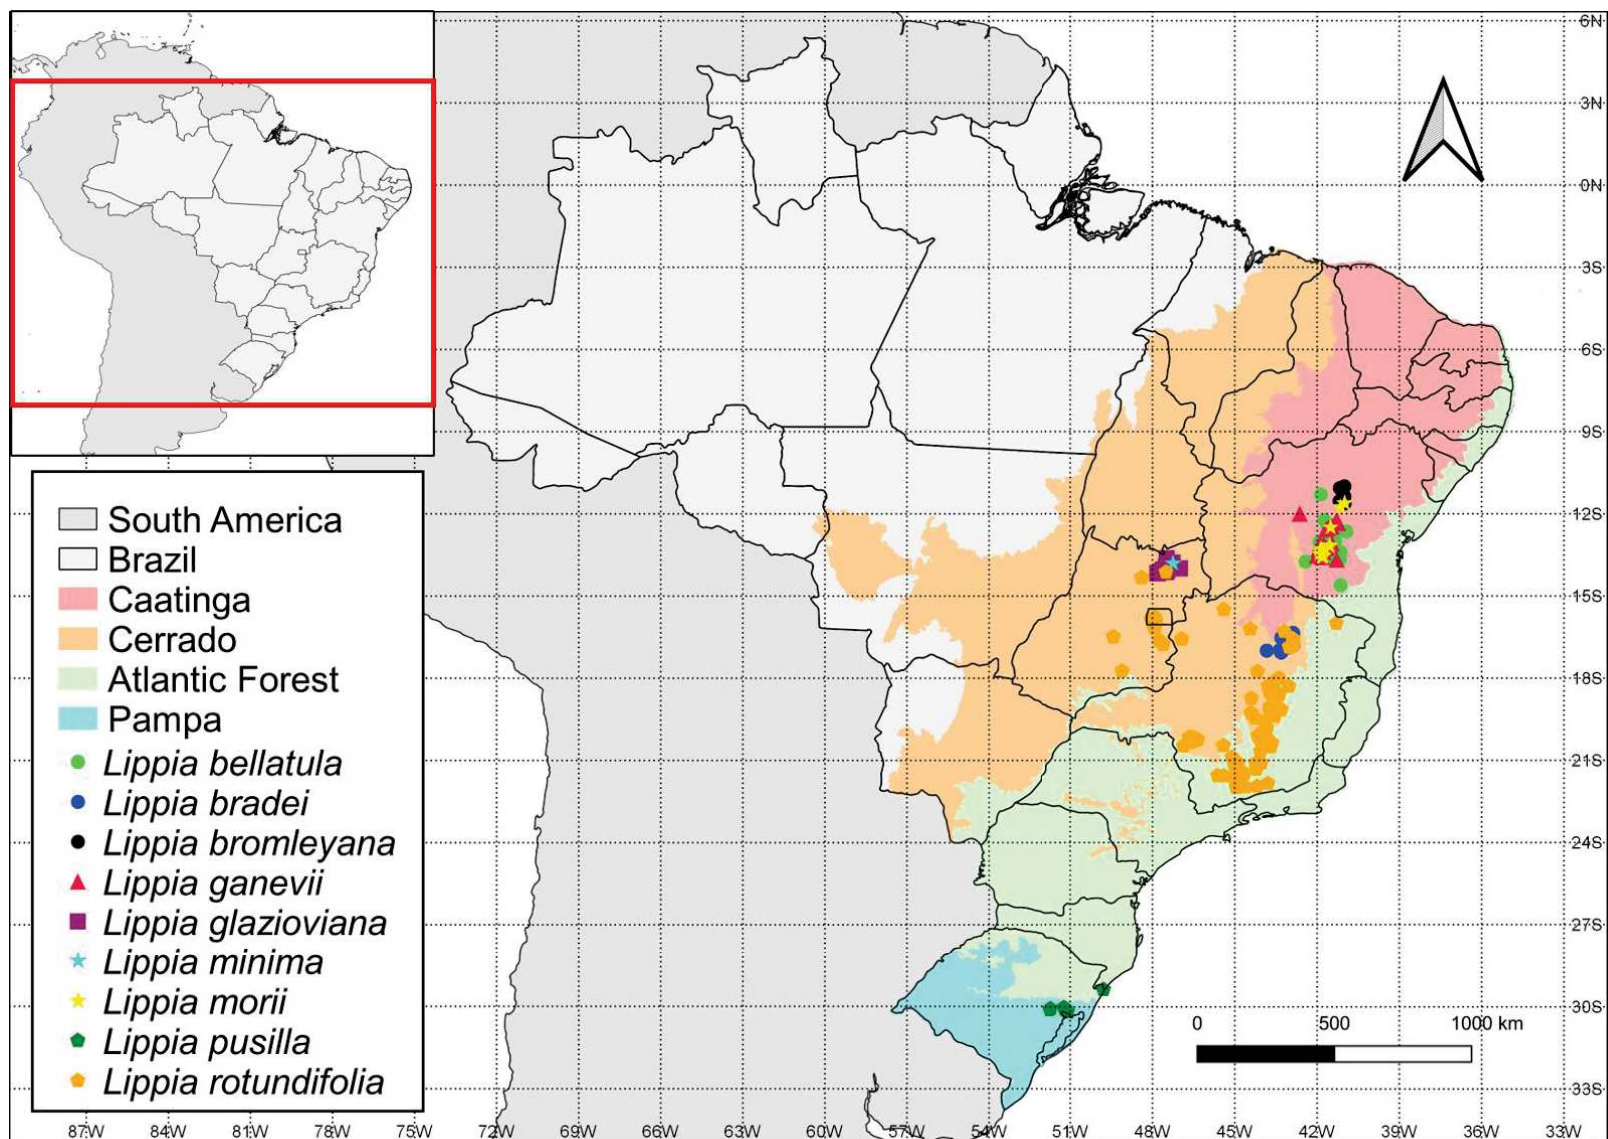 6N
3N
0N
3S
6S
9S
12S
15S
18S
21S
24S
27S
30S
33S
South America
Brazil
Caatinga
Cerrado
Atlantic Forest
Pampa
Lippia bellatula
Lippia bradei
Lippia bromleyana
Lippia ganevii
Lippia glazioviana
Lippia minima
Lippia morii
Lippia pusilla
Lippia rotundifolia
0 500 1000 km
87W 84W 81W 78W 75W 72W 69W 66W 63W 60W 57W 54W 51W 48W 45W 42W 39W 36W 33W